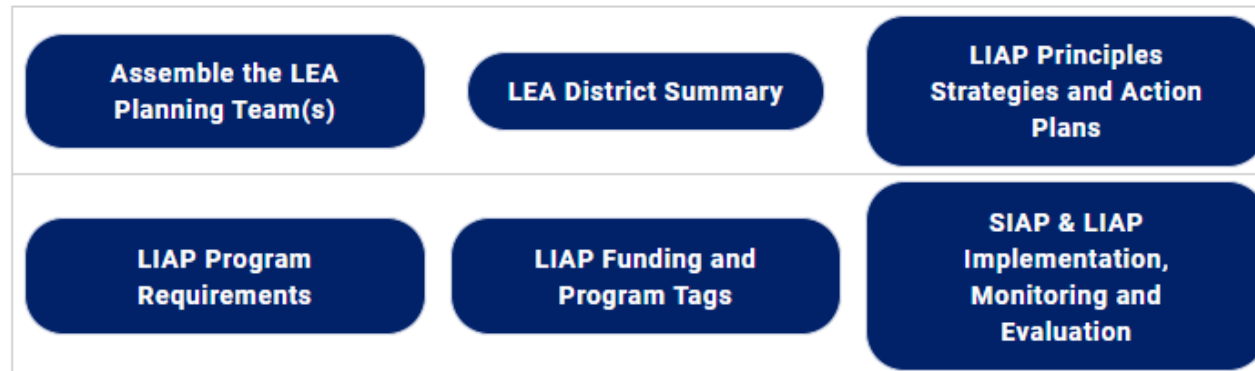 Assemble the LEA
Planning Team(s)
LEA District Summary
LIAP Principles
Strategies and Action
Plans
LIAP Program
Requirements
LIAP Funding and
Program Tags
SIAP & LIAP
Implementation,
Monitoring and
Evaluation